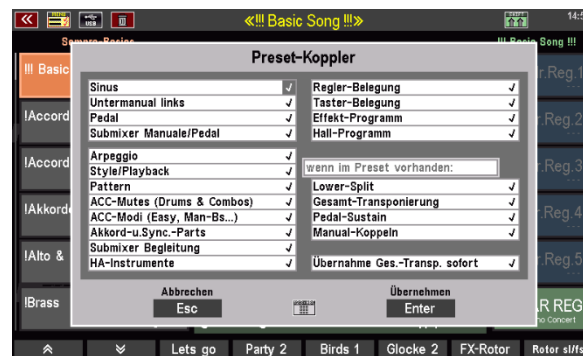 «!!! Basic Song !!!»
14:5
!!! Basic Song !!!
Preset-Koppler
!!! Basic
Sinus
Untermanual links
Pedal
Submixer Manuale/Pedal
Regler-Belegung
Taster-Belegung
Effekt-Programm
Hall-Programm
r.Reg.1
r.Reg.2
!Accord
Arpeggio
Style/Playback
Pattern
ACC-Mutes (Drums & Combos)
ACC-Modi (Easy, Man-Bs...)
Akkord-u.Sync.-Parts
Submixer Begleitung
HA-Instrumente
wenn im Preset vorhanden:
Lower-Split
Gesamt-Transponierung
Pedal-Sustain
Manual-Koppeln
Übernahme Ges.-Transp. sofort
!Accord
r.Reg.3
!Akkord
r.Reg.4
!Alto &
r.Reg.5
!Brass
Abbrechen
Esc
Übernehmen
Enter
R REG
Concert
Lets go
Party 2
Birds 1
Glocke 2
FX-Rotor
Rotor sl/fs